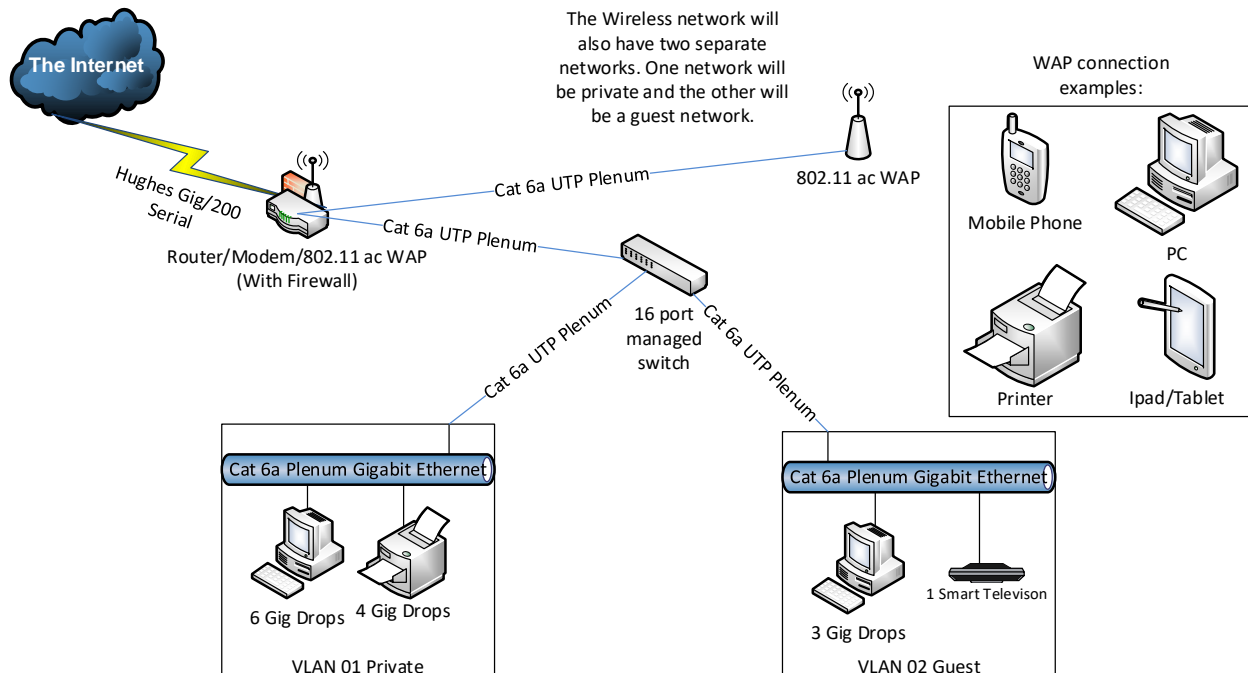 The Internet
The Wireless network will
also have two separate
networks. One network will
be private and the other will
be a guest network.
WAP connection
examples:
Hughes Gig/200
Serial
Router/Modem/802.11 ac WAP
(With Firewall)
Cat 6a UTP Plenum
802.11 ac WAP
Cat 6a UTP Plenum
16 port
managed
switch
Mobile Phone
PC
Printer
Ipad/Tablet
Cat 6a UTP Plenum
Cat 6a UTP Plenum
Cat 6a Plenum Gigabit Ethernet
6 Gig Drops
4 Gig Drops
VLAN 01 Private
Cat 6a Plenum Gigabit Ethernet
3 Gig Drops
1 Smart Televison
VLAN 02 Guest